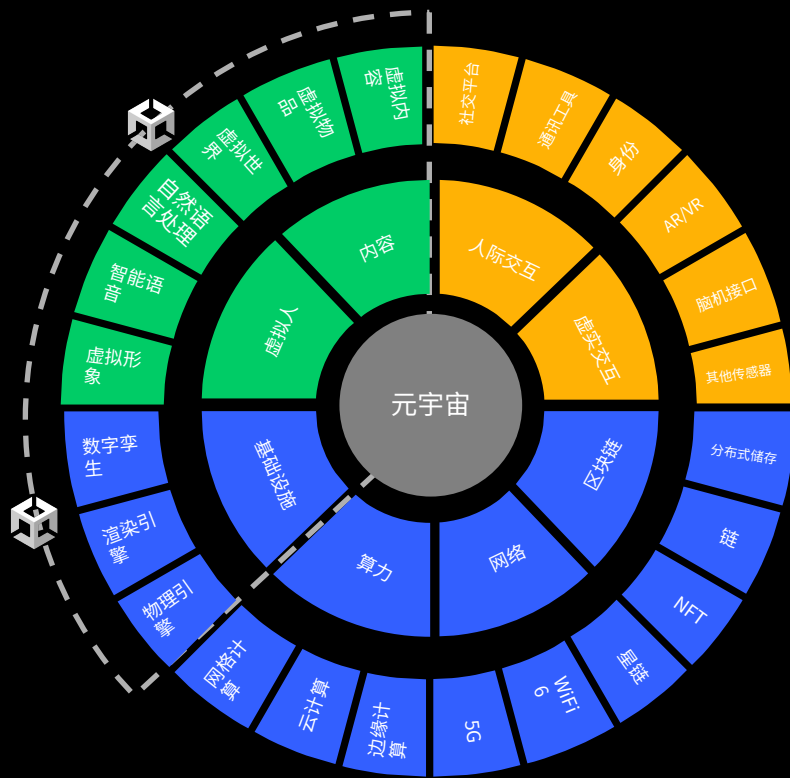 元宇宙
内容
人际交互
虚实交互
区块链
网络
算力
基础设施
虚拟人
社交平台
通讯工具
身份
AR/VR
脑机接口
其他传感器
分布式储存
链
NFT
星链
WiFi
6
5G
边缘计
算
云计算
网格计
算
物理引
擎
渲染引
擎
数字孪
生
虚拟形
象
智能语
音
自然语
言处理
虚拟世
界
虚拟物
品
虚拟内
容